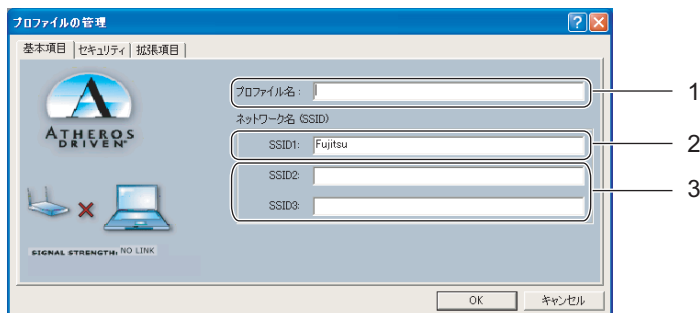 プロファイルの管理
基本項目
セキュリティ
拡張項目
プロファイル名:
1
ネットワーク名 (SSID)
ATHEROS
DRIVEN
SSID1: Fujitsu
2
SSID2:
3
SSID3:
SIGNAL STRENGTH: NO LINK
OK
キャンセル